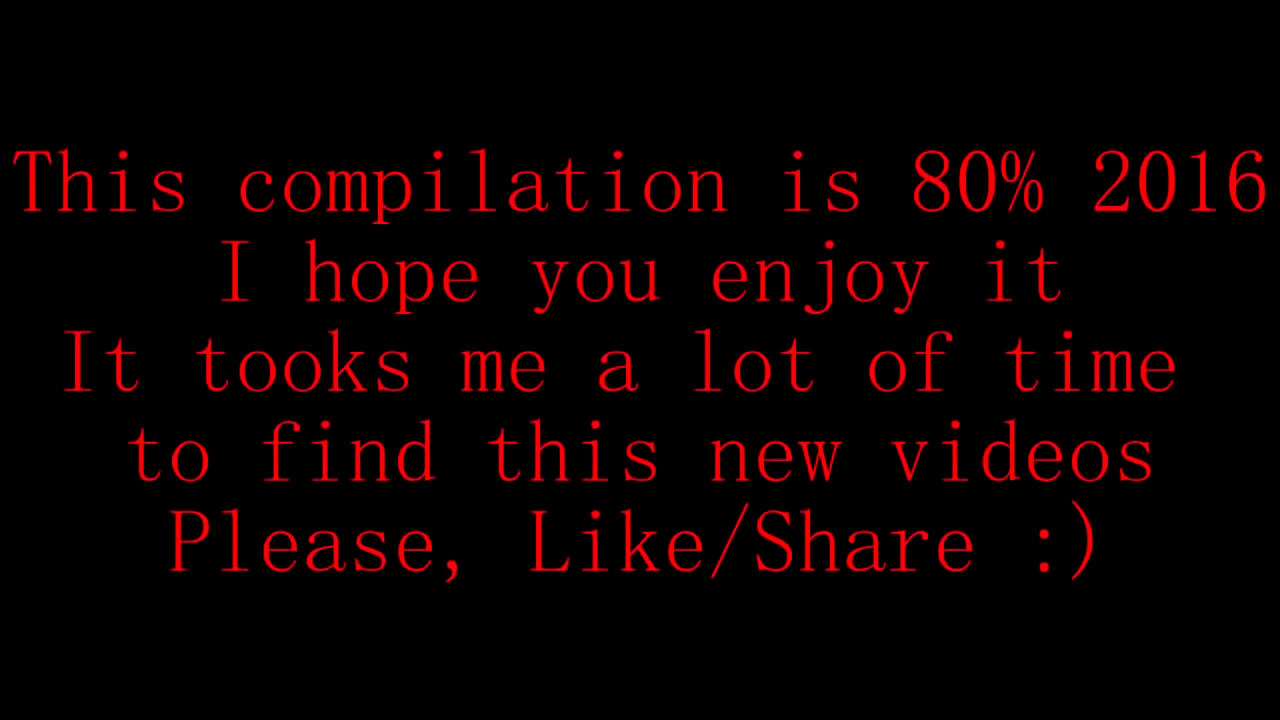 This compilation is 80% 2016
I hope you enjoy it
It tooks me a lot of time
to find this new videos
Please, Like/Share :)